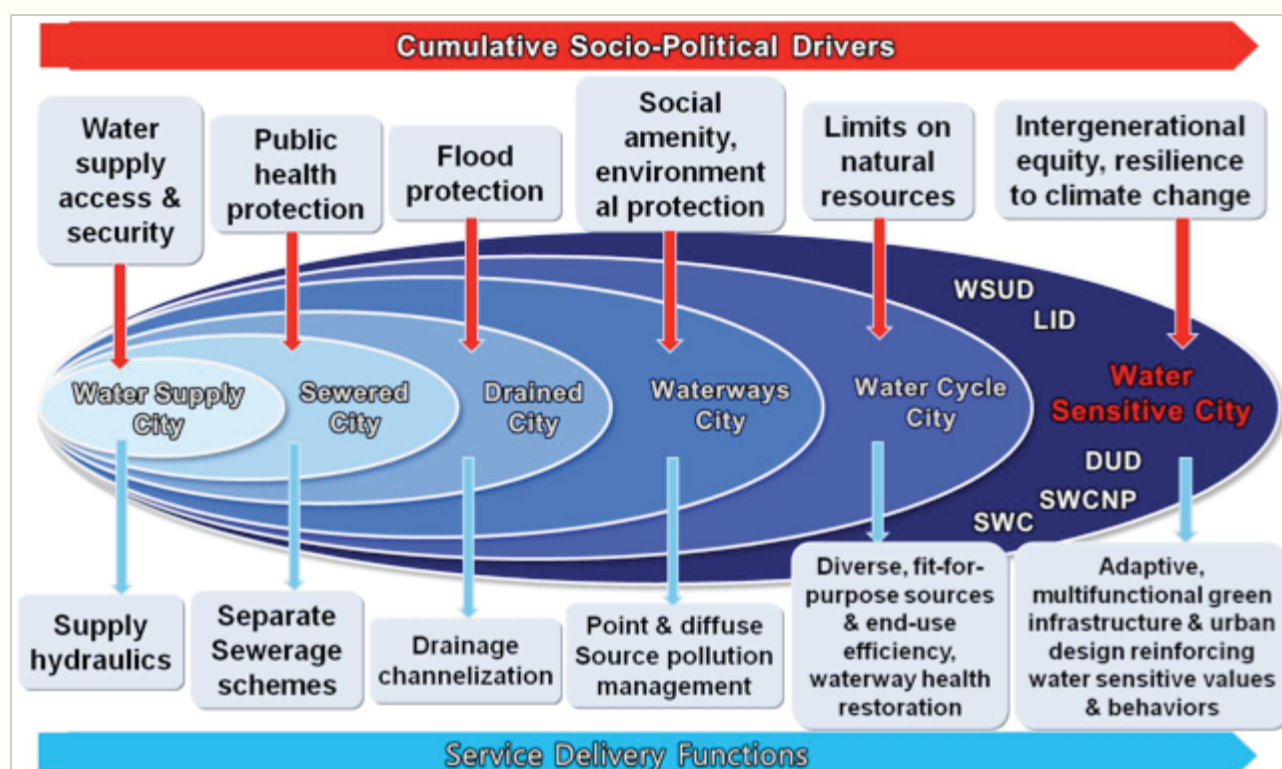 Cumulative Socio-Political Drivers
Water
supply
access &
security
Public
health
protection
Flood
protection
Social
amenity,
environment
al protection
Limits on
natural
resources
Intergenerational
equity, resilience
to climate change
WSUD
LID
Water Supply
City
Sewered
City
Drained
City
Waterways
City
Water Cycle
City
Water
Sensitive City
DUD
SWCNP
SWC
Supply
hydraulics
Separate
Sewerage
schemes
Drainage
channelization
Point & diffuse
Source pollution
management
Diverse, fit-for-
purpose sources
& end-use
efficiency,
waterway health
restoration
Adaptive,
multifunctional green
infrastructure & urban
design reinforcing
water sensitive values
& behaviors
Service Delivery Functions